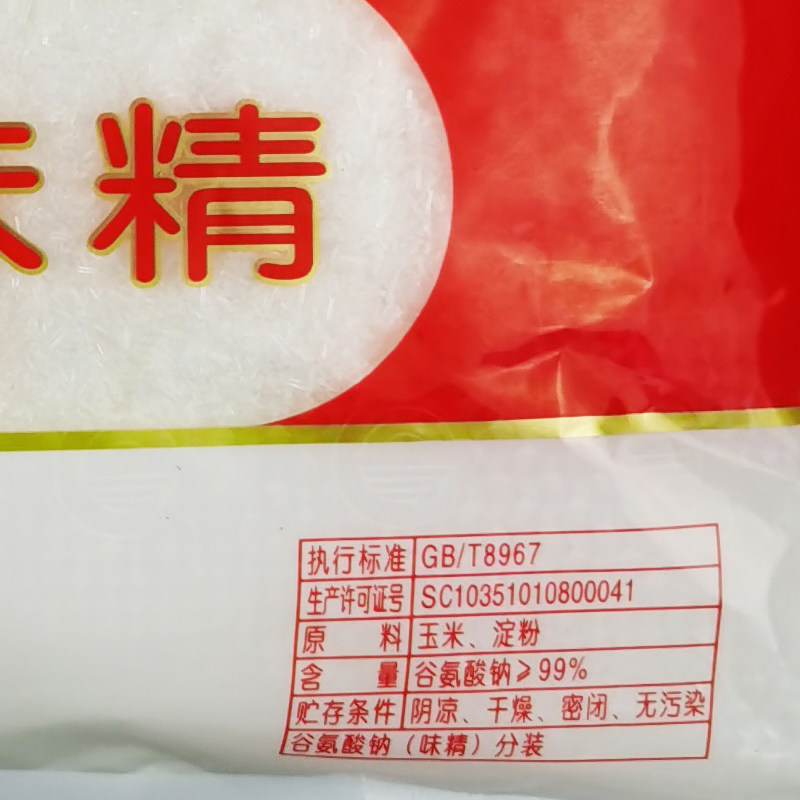 味精
执行标准 GB/T8967
生产许可证号 SC10351010800041
原料 玉米、淀粉
含量 谷氨酸钠≥99%
贮存条件 阴凉、干燥、密闭、无污染
谷氨酸钠（味精）分装